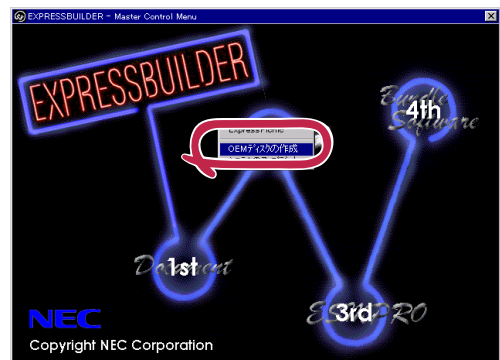 EXPRESSBUILDER - Master Control Menu
EXPRESSBUILDER
4th
Bundle
Software
ExpressPicnic
OEMディスクの作成
1st
Document
3rd
ESMPRO
NEC
Copyright NEC Corporation